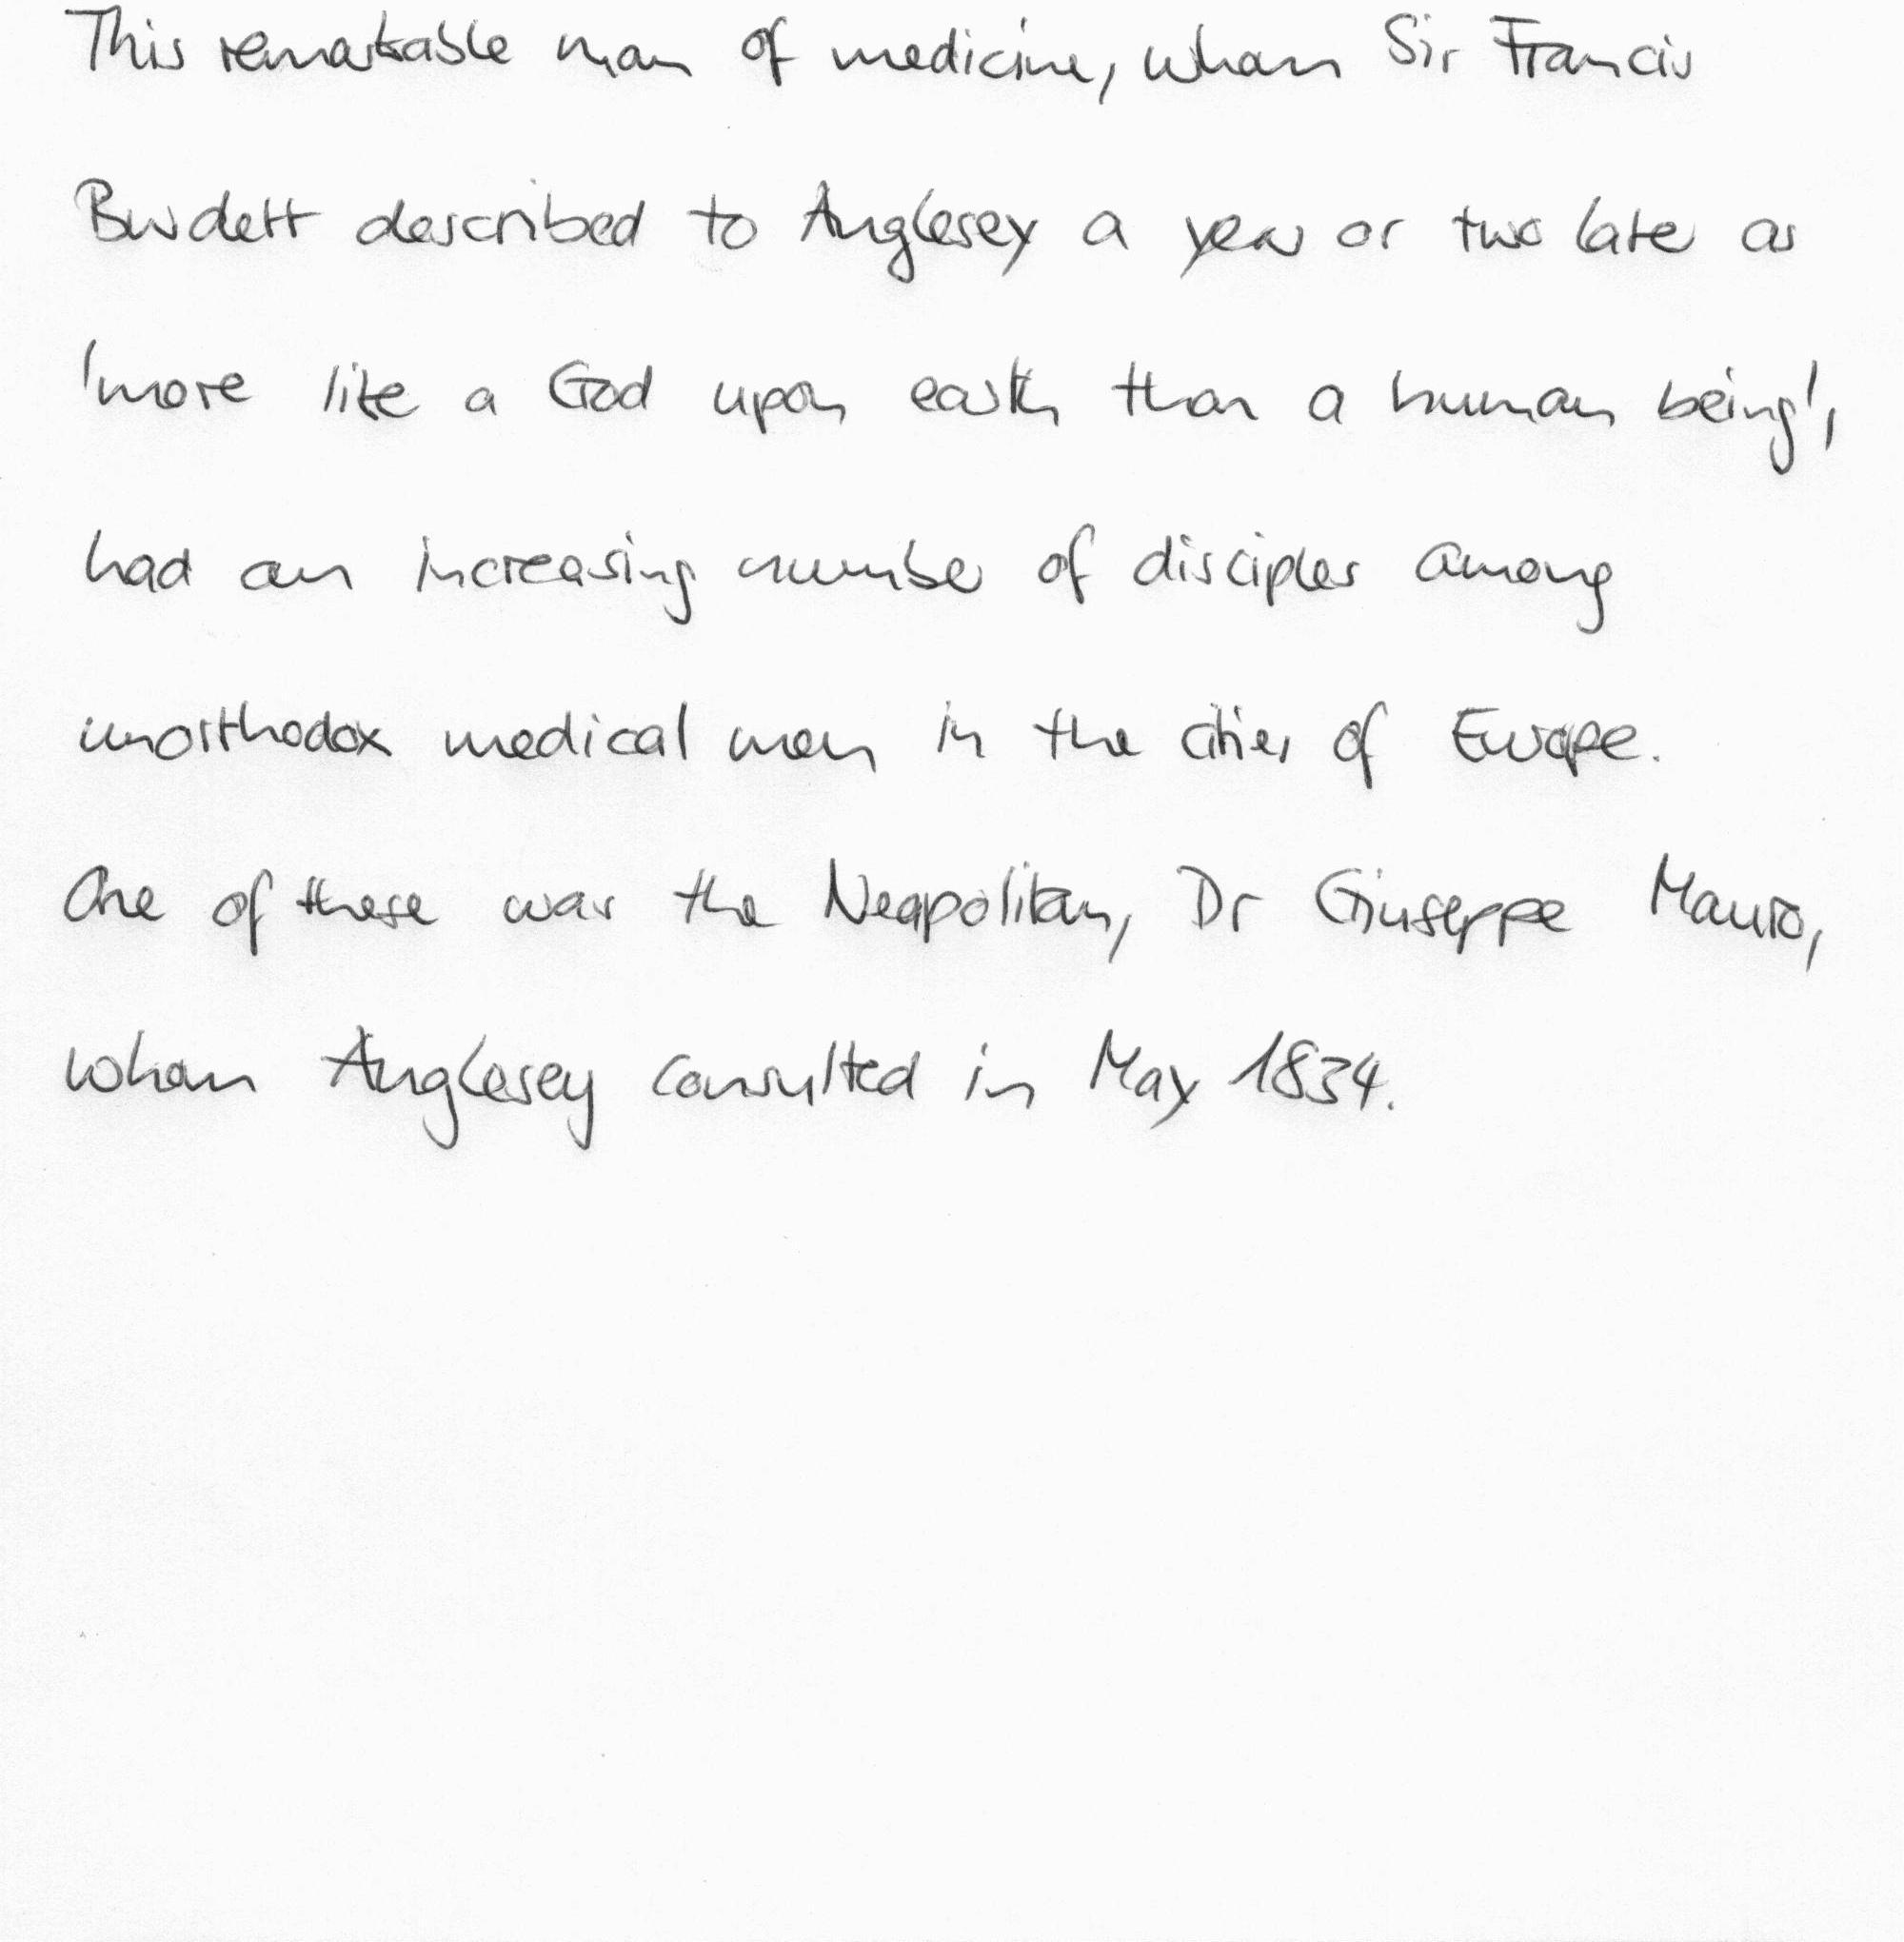 This remarkable man of medicine, whom Sir Francis
Burdett described to Anglesey a year or two later as
'more like a God upon earth than a human being',
had an increasing number of disciples among
unorthodox medical men in the cities of Europe.
One of these was the Neapolitan, Dr Giuseppe Mauro,
whom Anglesey consulted in May 1834.